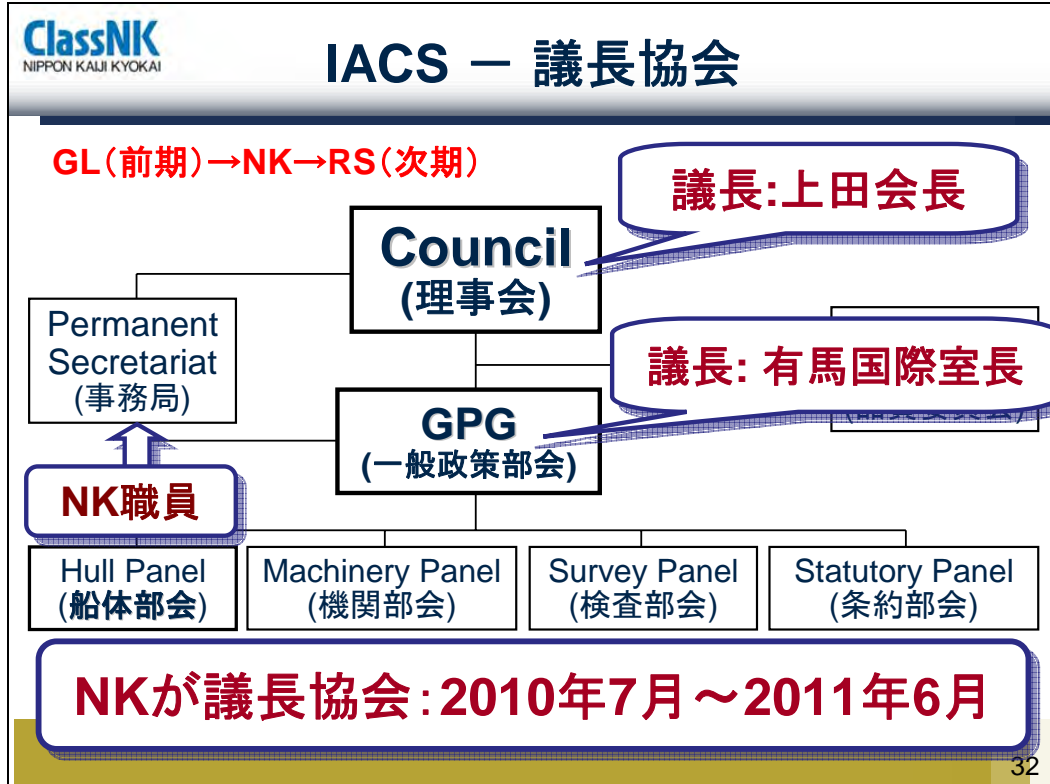 ClassNK
NIPPON KAIJI KYOKAI
IACS － 議長協会
GL（前期）→NK→RS（次期）
議長:上田会長
Council
(理事会)
Permanent
Secretariat
(事務局)
議長: 有馬国際室長
GPG
(一般政策部会)
NK職員
Hull Panel
(船体部会)
Machinery Panel
(機関部会)
Survey Panel
(検査部会)
Statutory Panel
(条約部会)
NKが議長協会：2010年7月～2011年6月
32